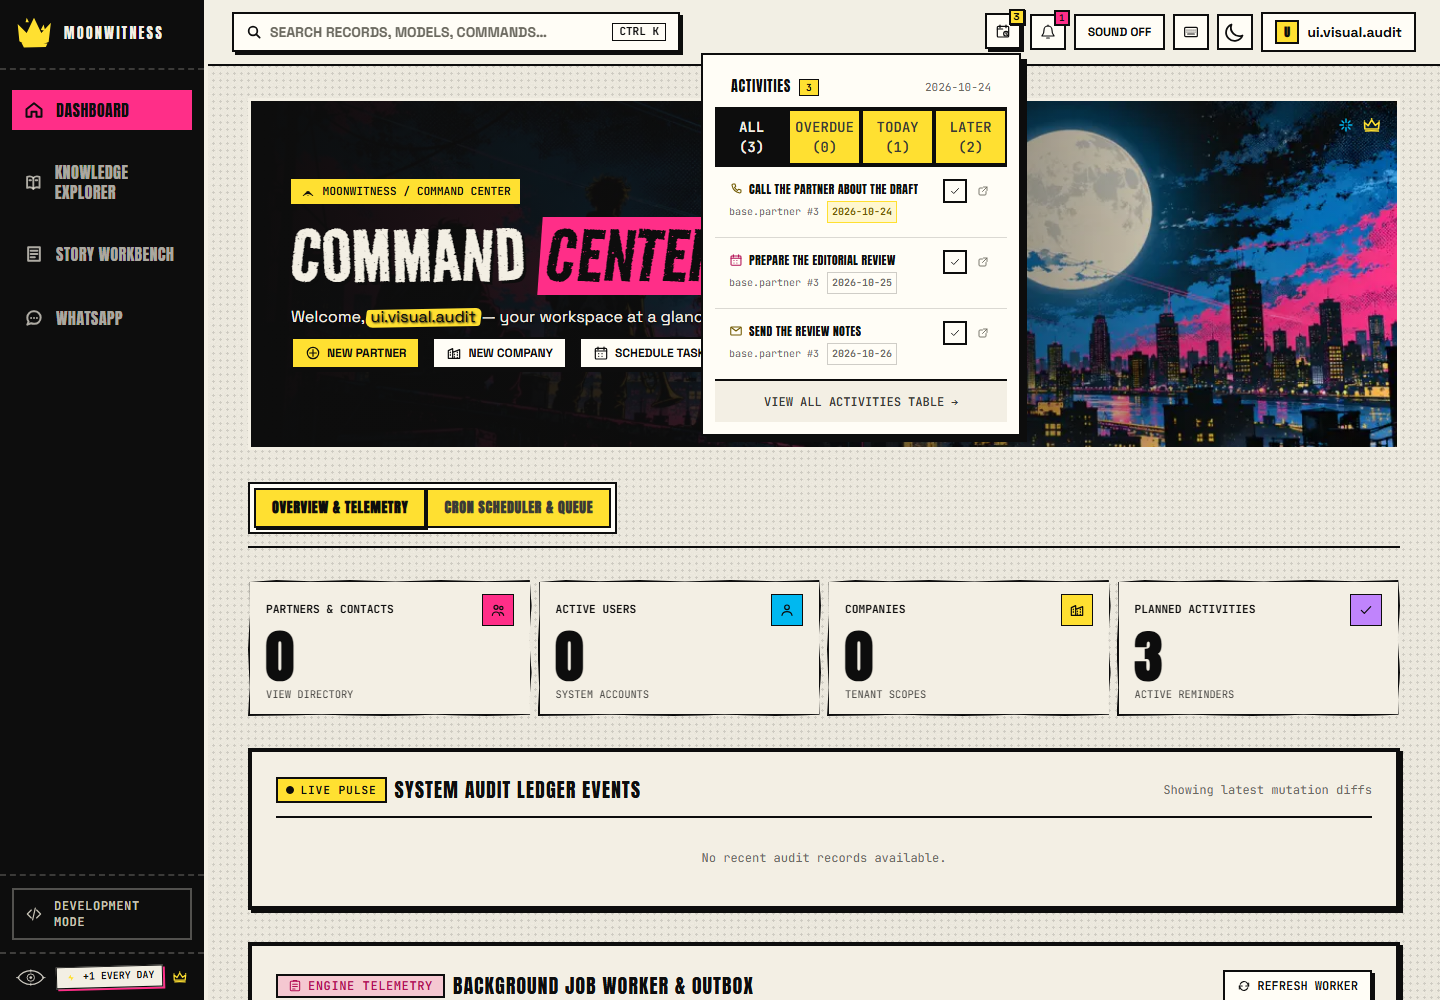 MOONWITNESS
SEARCH RECORDS, MODELS, COMMANDS...
CTRL K
3
1
SOUND OFF
U
ui.visual.audit
DASHBOARD
KNOWLEDGE
EXPLORER
STORY WORKBENCH
WHATSAPP
DEVELOPMENT
MODE
+1 EVERY DAY
MOONWITNESS / COMMAND CENTER
COMMAND
Welcome, ui.visual.audit — your workspace at a
NEW PARTNER
NEW COMPANY
SCHEDULE
ACTIVITIES 3
2026-10-24
ALL
(3)
OVERDUE
(0)
TODAY
(1)
LATER
(2)
CALL THE PARTNER ABOUT THE DRAFT
base.partner #3 2026-10-24
PREPARE THE EDITORIAL REVIEW
base.partner #3 2026-10-25
SEND THE REVIEW NOTES
base.partner #3 2026-10-26
VIEW ALL ACTIVITIES TABLE →
OVERVIEW & TELEMETRY
CRON SCHEDULER & QUEUE
PARTNERS & CONTACTS
0
VIEW DIRECTORY
ACTIVE USERS
0
SYSTEM ACCOUNTS
COMPANIES
0
TENANT SCOPES
PLANNED ACTIVITIES
3
ACTIVE REMINDERS
LIVE PULSE
SYSTEM AUDIT LEDGER EVENTS
Showing latest mutation diffs
No recent audit records available.
ENGINE TELEMETRY
BACKGROUND JOB WORKER & OUTBOX
REFRESH WORKER